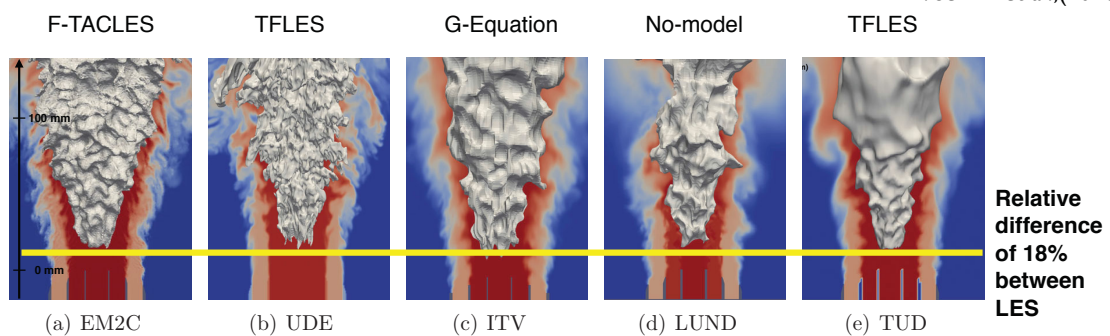 F-TACLES
TFLES
G-Equation
No-model
TFLES
100 mm
0 mm
Relative
difference
of 18%
between
LES
(a) EM2C
(b) UDE
(c) ITV
(d) LUND
(e) TUD